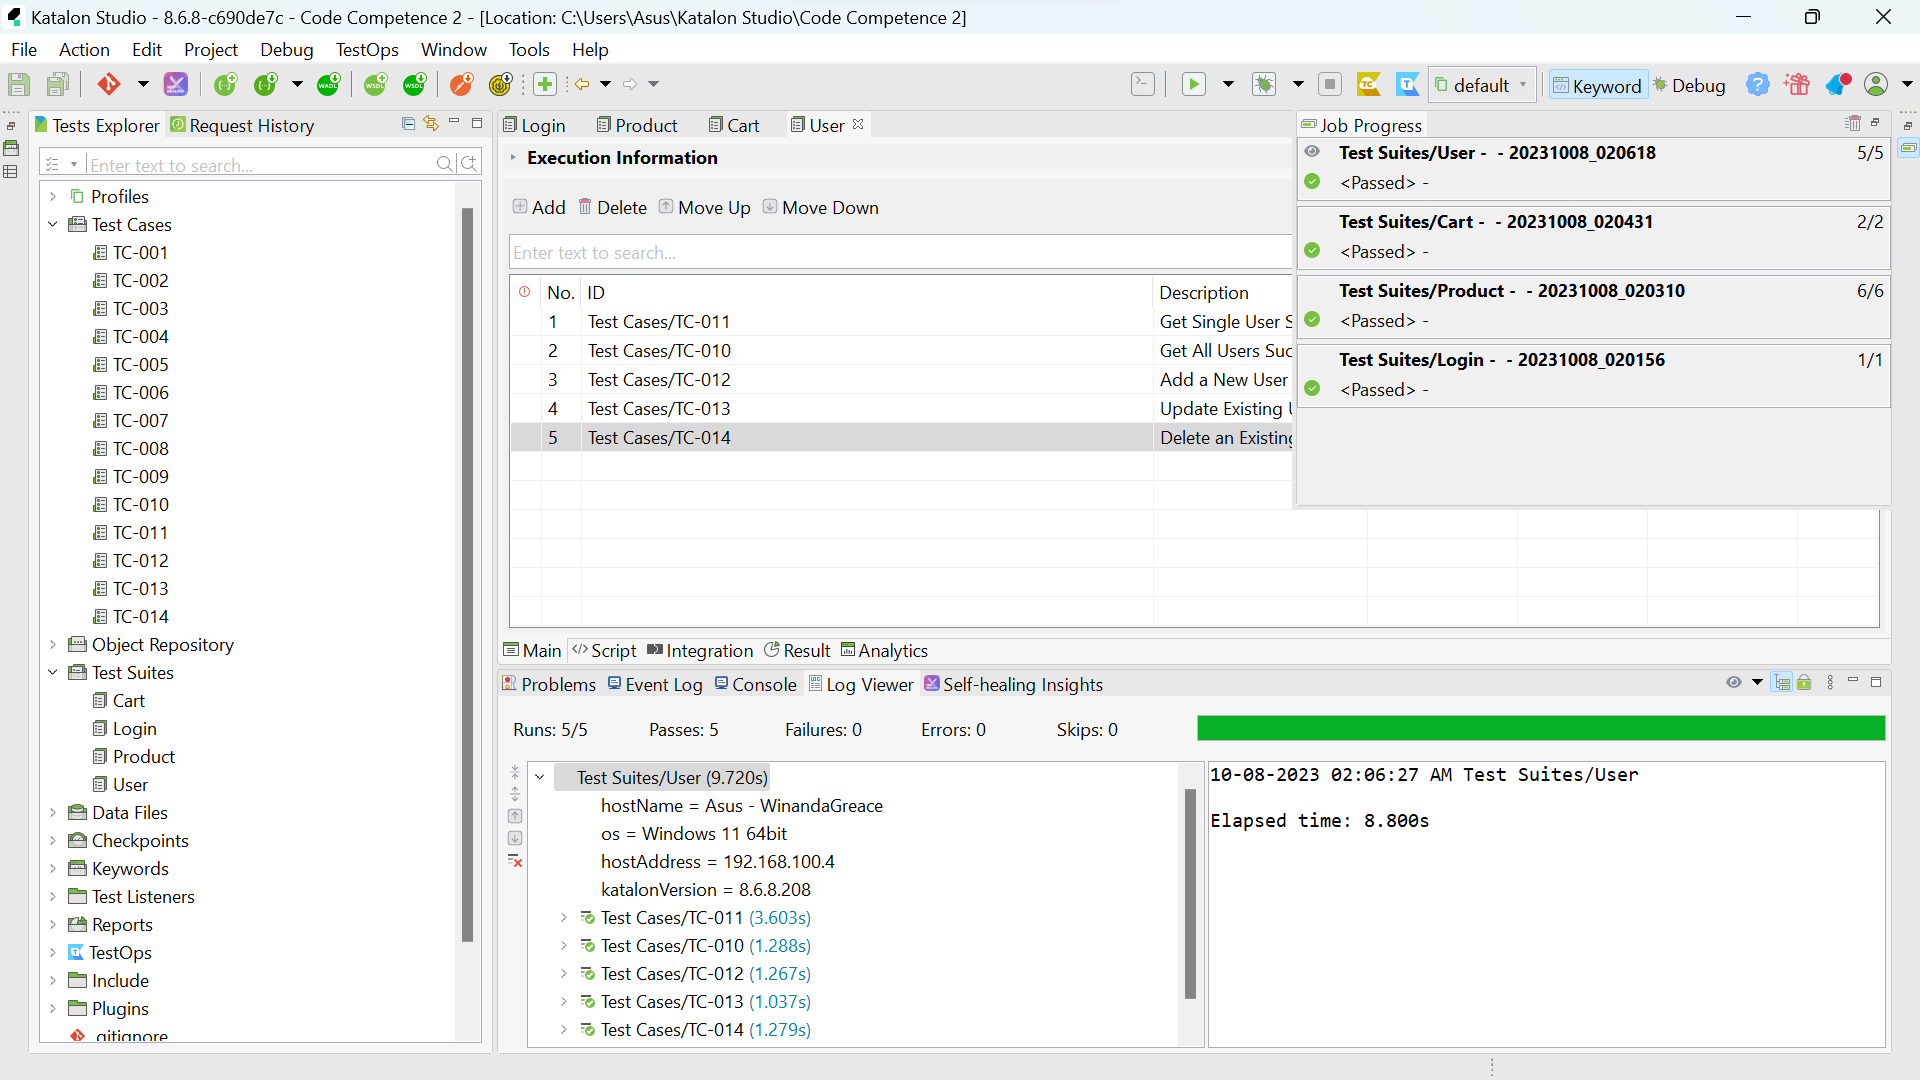 Katalon Studio - 8.6.8-c690de7c - Code Competence 2 - [Location: C:\Users\Asus\Katalon Studio\Code Competence 2]
File Action Edit Project Debug TestOps Window Tools Help
default Keyword Debug
Tests Explorer Request History
Enter text to search...
Profiles
Test Cases
TC-001
TC-002
TC-003
TC-004
TC-005
TC-006
TC-007
TC-008
TC-009
TC-010
TC-011
TC-012
TC-013
TC-014
Object Repository
Test Suites
Cart
Login
Product
User
Data Files
Checkpoints
Keywords
Test Listeners
Reports
TestOps
Include
Plugins
.gitignore
Login Product Cart User
Execution Information
Add Delete Move Up Move Down
Enter text to search...
No. ID Description
1 Test Cases/TC-011 Get Single User S
2 Test Cases/TC-010 Get All Users Suc
3 Test Cases/TC-012 Add a New User
4 Test Cases/TC-013 Update Existing
5 Test Cases/TC-014 Delete an Existing
Main Script Integration Result Analytics
Job Progress
Test Suites/User - - 20231008_020618 5/5
<Passed> -
Test Suites/Cart - - 20231008_020431 2/2
<Passed> -
Test Suites/Product - - 20231008_020310 6/6
<Passed> -
Test Suites/Login - - 20231008_020156 1/1
<Passed> -
Problems Event Log Console Log Viewer Self-healing Insights
Runs: 5/5 Passes: 5 Failures: 0 Errors: 0 Skips: 0
Test Suites/User (9.720s)
hostName = Asus - WinandaGreace
os = Windows 11 64bit
hostAddress = 192.168.100.4
katalonVersion = 8.6.8.208
Test Cases/TC-011 (3.603s)
Test Cases/TC-010 (1.288s)
Test Cases/TC-012 (1.267s)
Test Cases/TC-013 (1.037s)
Test Cases/TC-014 (1.279s)
10-08-2023 02:06:27 AM Test Suites/User
Elapsed time: 8.800s